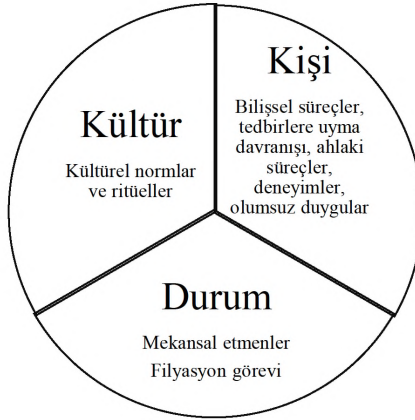 Kültür
Kültürel normlar
ve ritüeller
Kişi
Bilişsel süreçler,
tedbirlere uyma
davranışı, ahlaki
süreçler,
deneyimler,
olumsuz duygular
Durum
Mekansal etmenler
Filyasyon görevi